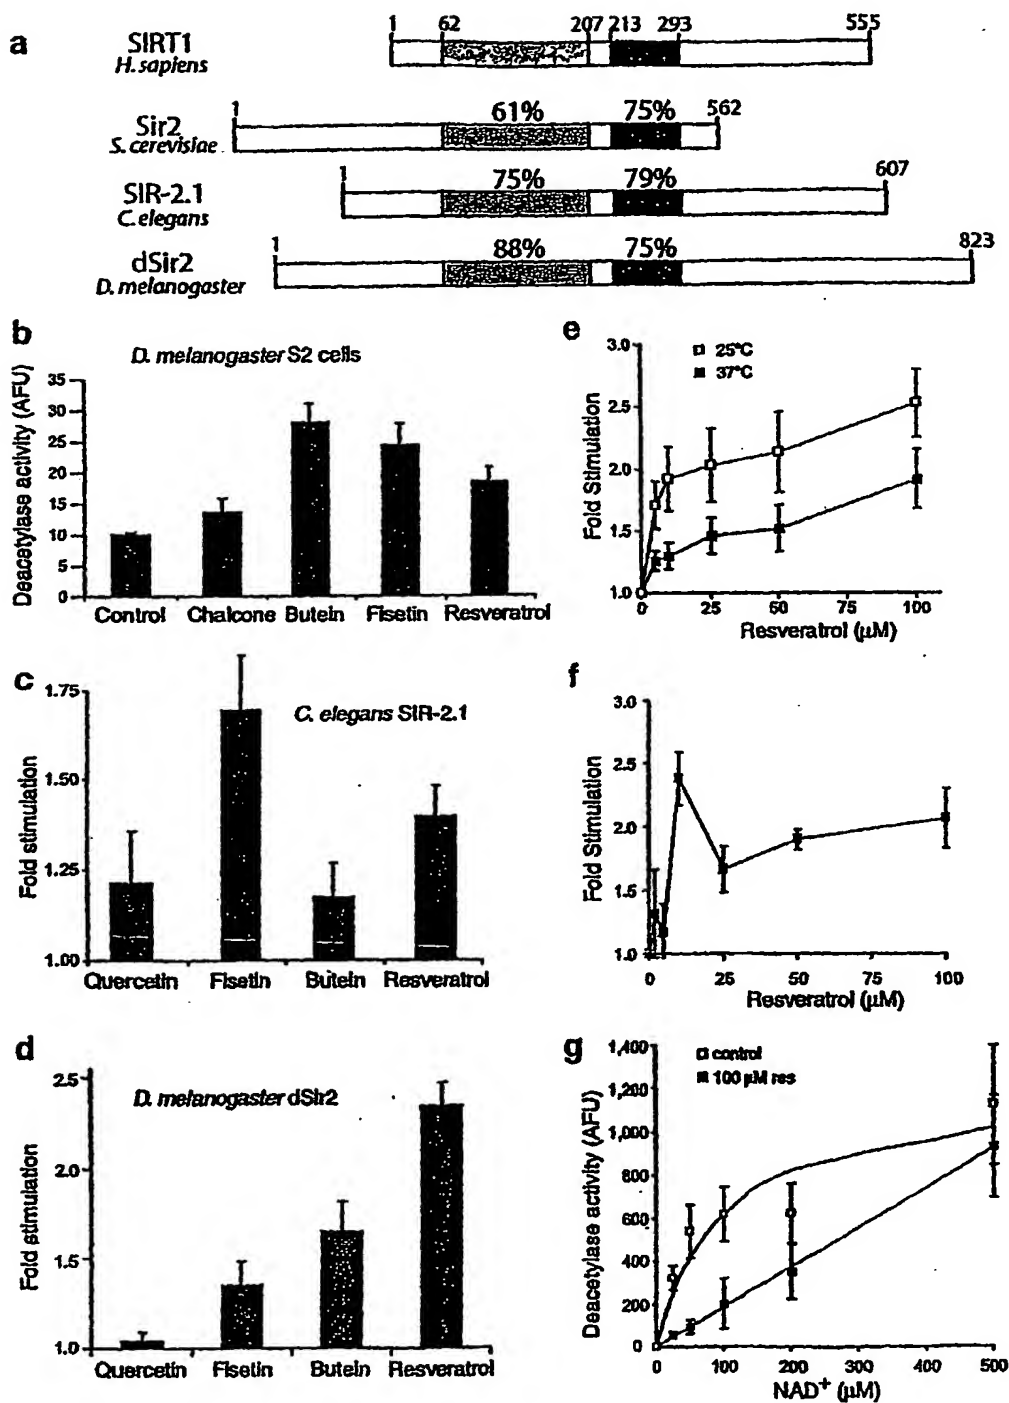 a
SIRT1
H. sapiens
1 62 207 213 293 555
Sir2
S. cerevisiae
1 61% 75% 562
SIR-2.1
C. elegans
1 75% 79% 607
dSir2
D. melanogaster
1 88% 75% 823
b
D. melanogaster S2 cells
Deacetylase activity (AFU)
35
30
25
20
15
10
5
0
Control Chalcone Butein Fisetin Resveratrol
e
25°C
37°C
Fold Stimulation
3.0
2.5
2.0
1.5
1.0
0 25 50 75 100
Resveratrol (µM)
c
C. elegans SIR-2.1
Fold stimulation
1.75
1.50
1.25
1.00
Quercetin Fisetin Butein Resveratrol
f
Fold Stimulation
3.0
2.5
2.0
1.5
1.0
0 25 50 75 100
Resveratrol (µM)
d
D. melanogaster dSir2
Fold stimulation
2.5
2.0
1.5
1.0
Quercetin Fisetin Butein Resveratrol
g
control
100 µM res
Deacetylase activity (AFU)
1,400
1,200
1,000
800
600
400
200
0
0 100 200 300 400 500
NAD+ (µM)